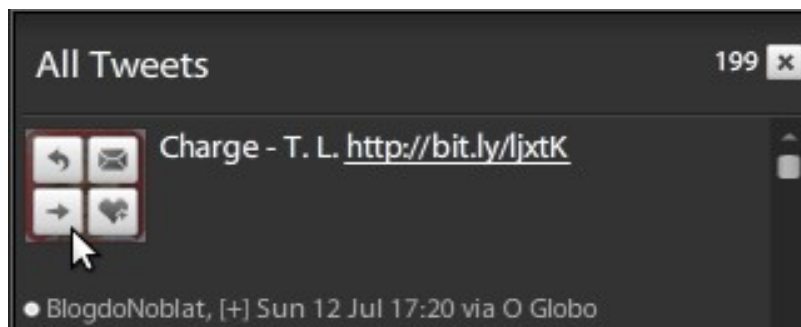 All Tweets
199
Charge - T. L. http://bit.ly/ljxtK
BlogdoNoblat, [+] Sun 12 Jul 17:20 via O Globo